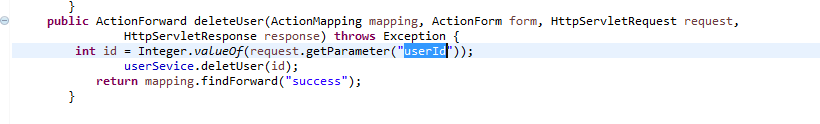 }
public ActionForward deleteUser(ActionMapping mapping, ActionForm form, HttpServletRequest request,
HttpServletResponse response) throws Exception {
int id = Integer.valueOf(request.getParameter("userId"));
userSevice.deletUser(id);
return mapping.findForward("success");
}